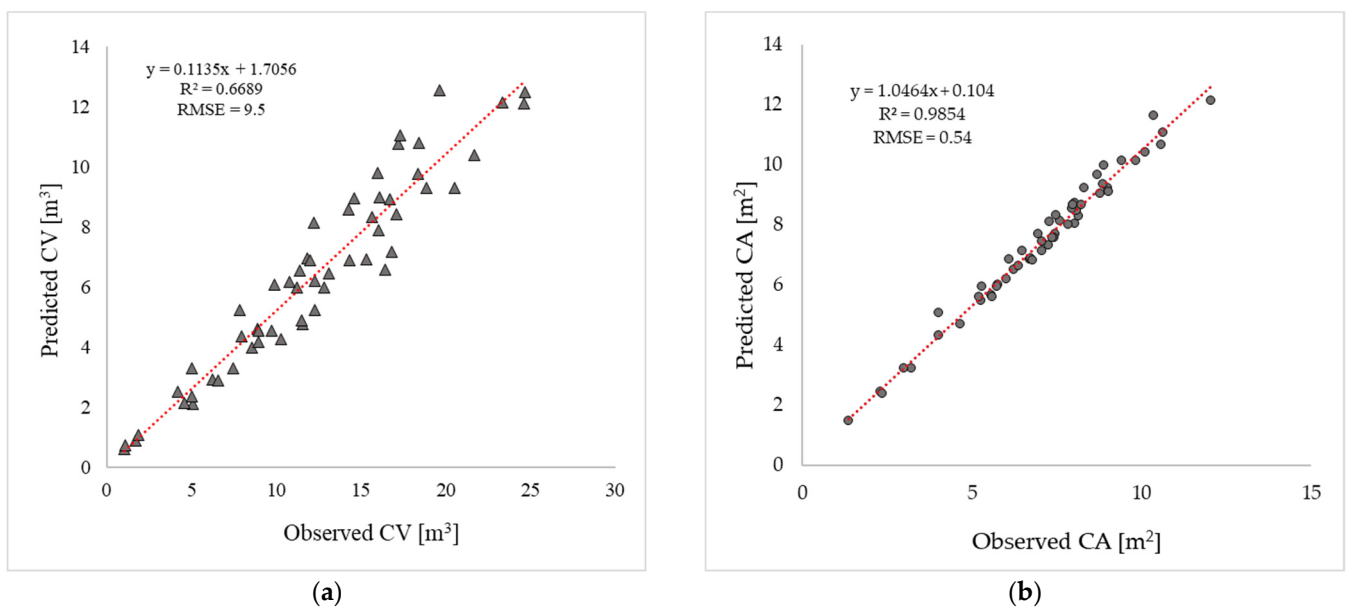 14
12
10
8
6
4
2
0
y = 0.1135x + 1.7056
R² = 0.6689
RMSE = 9.5
Predicted CV [m³]
0 5 10 15 20 25 30
Observed CV [m³]
(a)
14
12
10
8
6
4
2
0
y = 1.0464x + 0.104
R² = 0.9854
RMSE = 0.54
Predicted CA [m²]
0 5 10 15
Observed CA [m²]
(b)